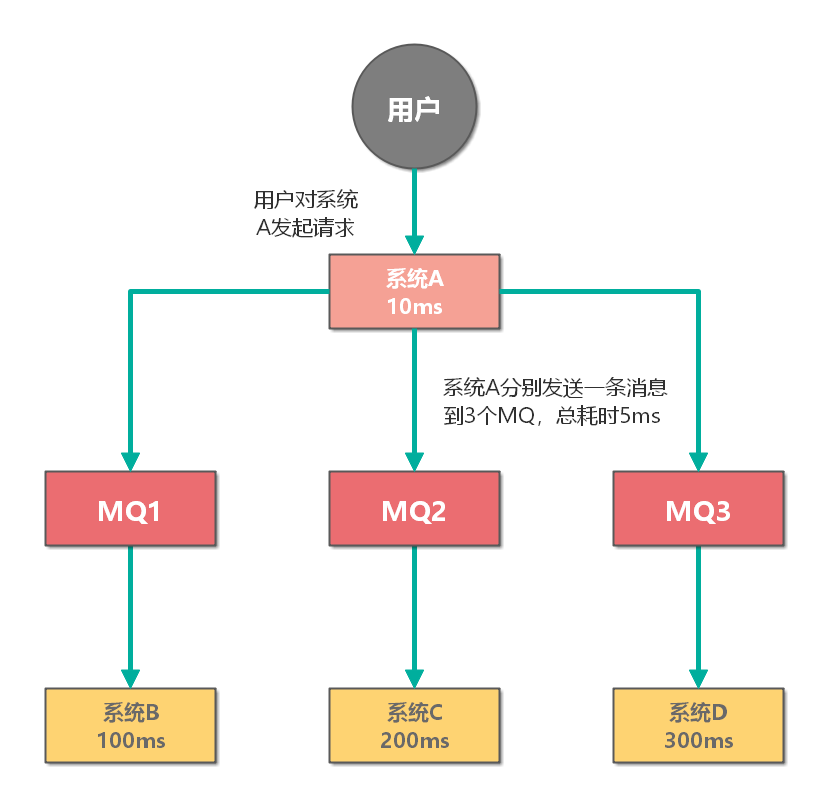 用户
用户对系统
A发起请求
系统A
10ms
系统A分别发送一条消息
到3个MQ，总耗时5ms
MQ1
MQ2
MQ3
系统B
100ms
系统C
200ms
系统D
300ms